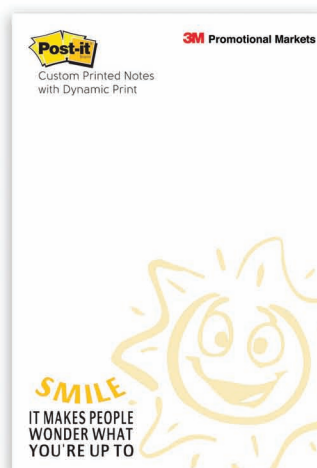 Post-it
3M Promotional Markets
Custom Printed Notes
with Dynamic Print
SMILE
IT MAKES PEOPLE
WONDER WHAT
YOU'RE UP TO